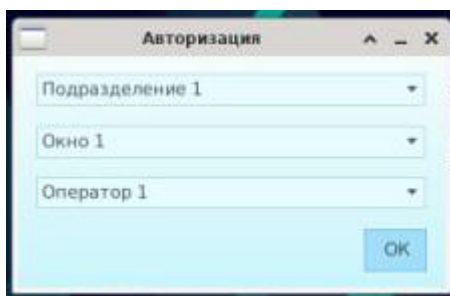 Авторизация
Подразделение 1
Окно 1
Оператор 1
OK